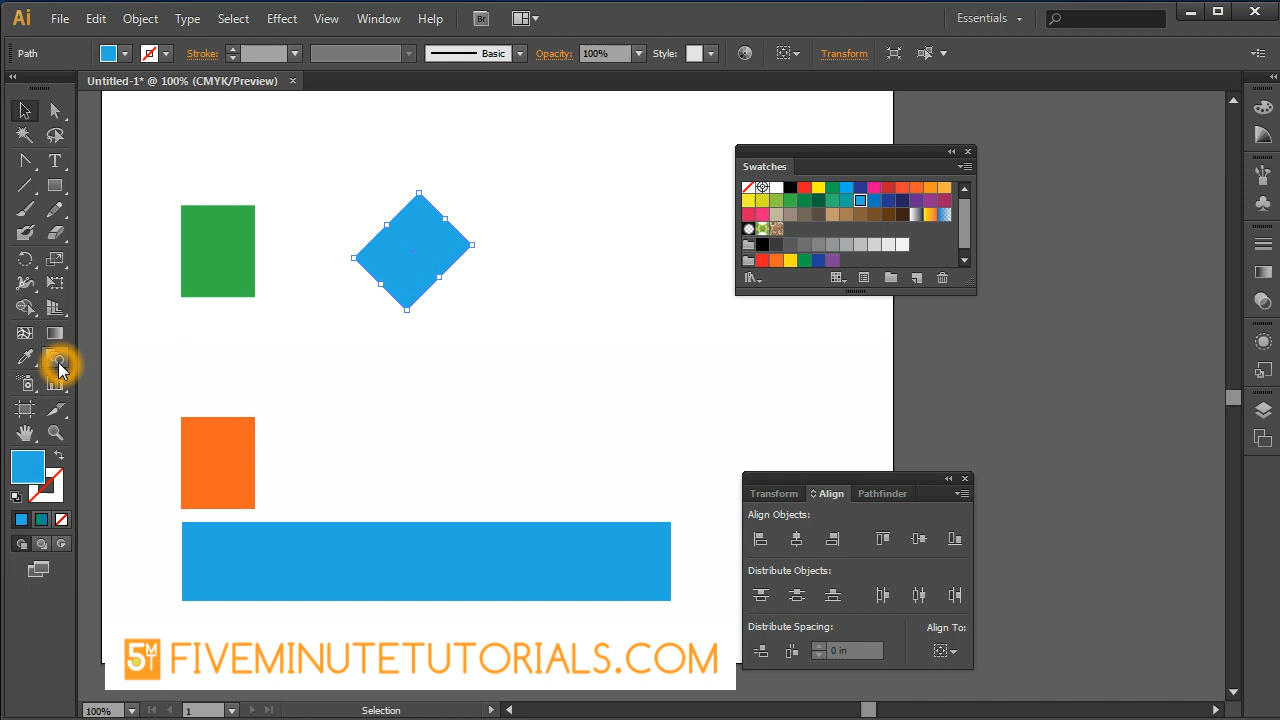 Ai File Edit Object Type Select Effect View Window Help Br Essentials
Path Stroke: Basic Opacity: 100% Style: Transform
Untitled-1* @ 100% (CMYK/Preview)
Swatches
Transform Align Pathfinder
Align Objects:
Distribute Objects:
Distribute Spacing: Align To:
0 in
5 MT FIVEMINUTETUTORIALS.COM
100% 1 Selection